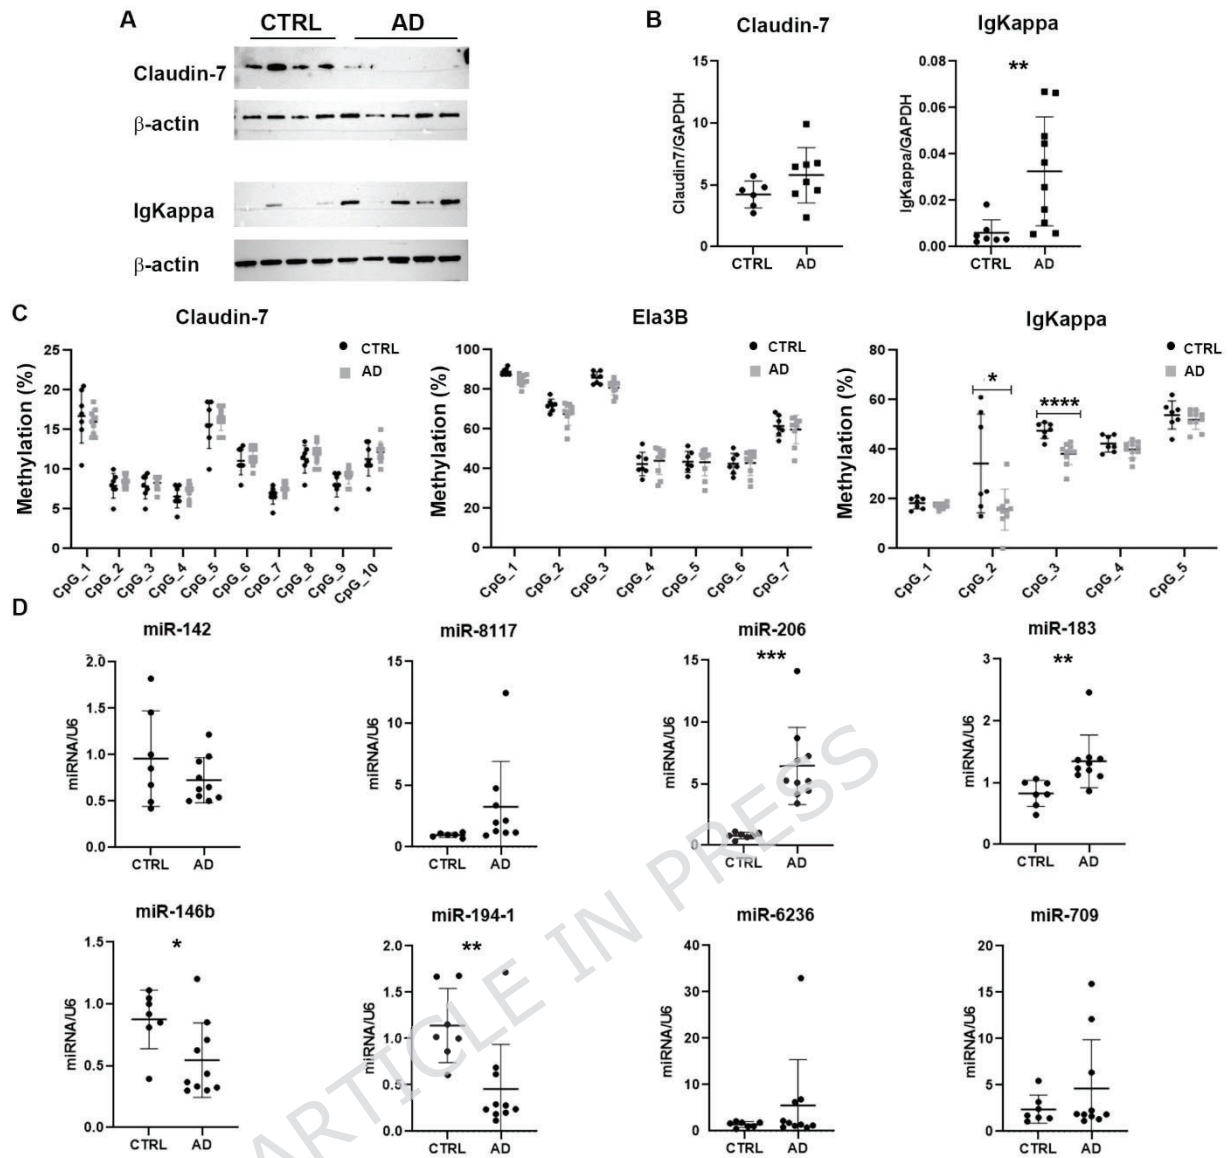 A CTRL AD
Claudin-7
β-actin
IgKappa
β-actin
B Claudin-7 IgKappa
**
Claudin7/GAPDH
15
10
5
0
CTRL AD
IgKappa/GAPDH
0.08
0.06
0.04
0.02
0.00
CTRL AD
C
Claudin-7
Methylation (%)
25
20
15
10
5
0
CTRL
AD
CpG_1 CpG_2 CpG_3 CpG_4 CpG_5 CpG_6 CpG_7 CpG_8 CpG_9 CpG_10
Ela3B
Methylation (%)
100
80
60
40
20
0
CTRL
AD
CpG_1 CpG_2 CpG_3 CpG_4 CpG_5 CpG_6 CpG_7
IgKappa
Methylation (%)
80
60
40
20
0
CTRL
AD
*
****
CpG_1 CpG_2 CpG_3 CpG_4 CpG_5
D
miR-142
miRNA/U6
1.5
1.0
0.5
0.0
CTRL AD
miR-8117
miRNA/U6
15
10
5
0
CTRL AD
miR-206
***
miRNA/U6
15
10
5
0
CTRL AD
miR-183
**
miRNA/U6
3
2
1
0
CTRL AD
miR-146b
*
miRNA/U6
1.5
1.0
0.5
0.0
CTRL AD
miR-194-1
**
miRNA/U6
2.0
1.5
1.0
0.5
0.0
CTRL AD
miR-6236
miRNA/U6
40
30
20
10
0
CTRL AD
miR-709
miRNA/U6
20
15
10
5
0
CTRL AD
ARTICLE IN PRESS